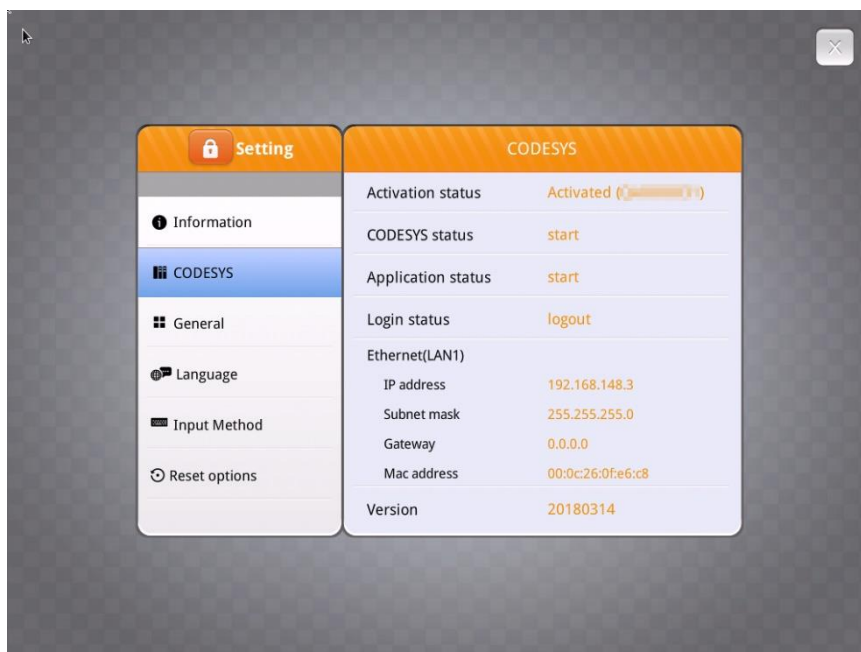 Setting
Information
CODESYS
General
Language
Input Method
Reset options
CODESYS
Activation status Activated ( )
CODESYS status start
Application status start
Login status logout
Ethernet(LAN1)
IP address 192.168.148.3
Subnet mask 255.255.255.0
Gateway 0.0.0.0
Mac address 00:0c:26:0f:e6:c8
Version 20180314